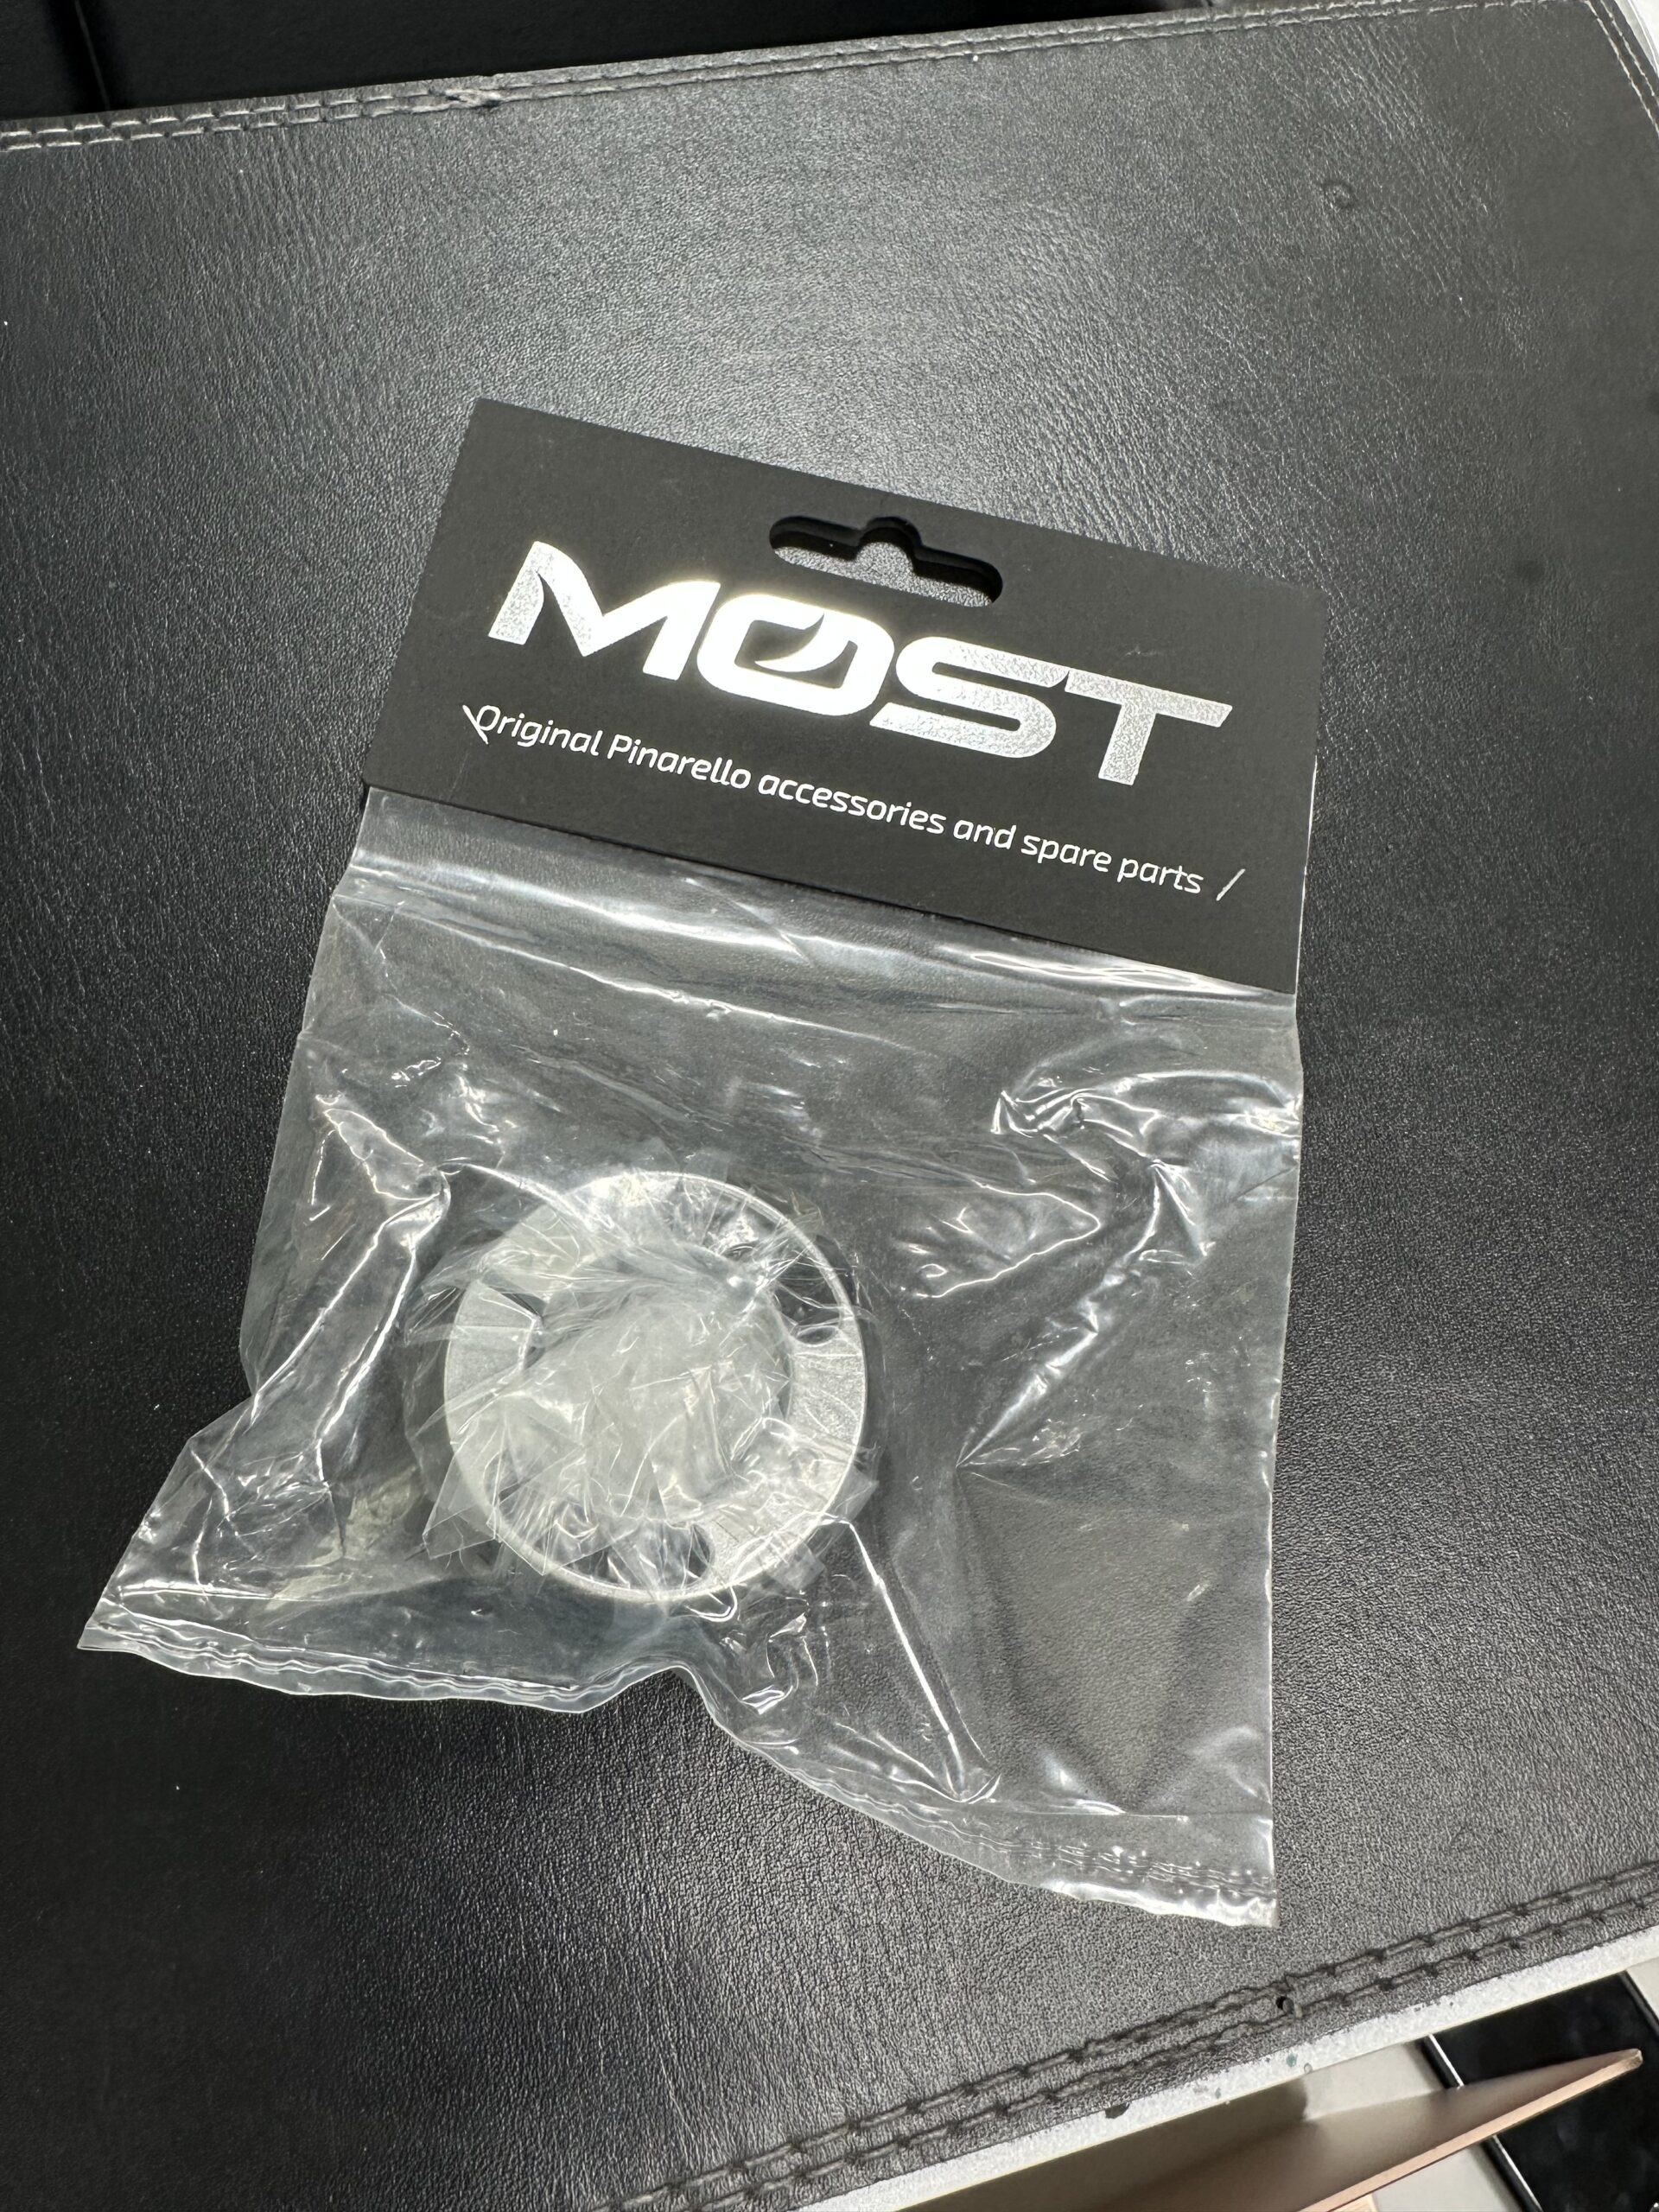 MOST
Original Pinarello accessories and spare parts /